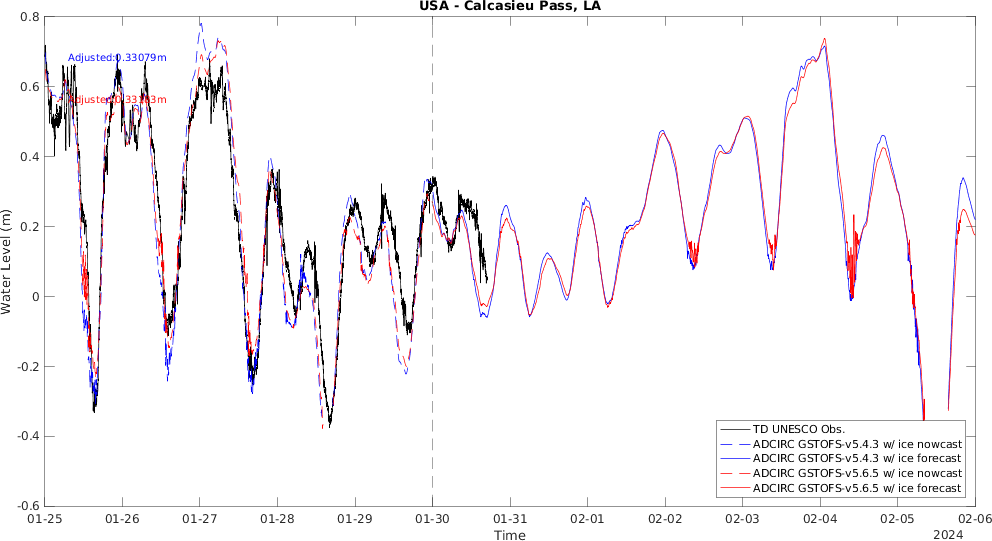 USA - Calcasieu Pass, LA
0.8
0.6
0.4
0.2
0
-0.2
-0.4
-0.6
Water Level (m)
Adjusted:0.33079m
01-25
01-26
01-27
01-28
01-29
01-30
01-31
02-01
02-02
02-03
02-04
02-05
02-06
Time
2024
TD UNESCO Obs.
ADCIRC GSTOFS-v5.4.3 w/ ice nowcast
ADCIRC GSTOFS-v5.4.3 w/ ice forecast
ADCIRC GSTOFS-v5.6.5 w/ ice nowcast
ADCIRC GSTOFS-v5.6.5 w/ ice forecast